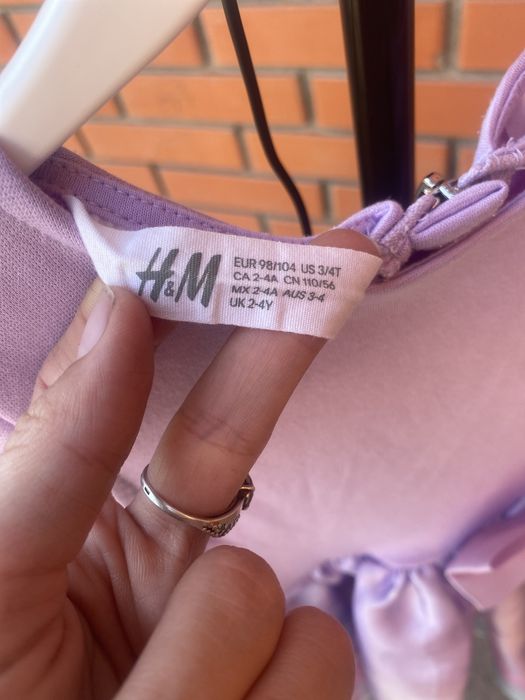 H&M
EUR 98/104 US 3/4T
CA 2-4A CN 110/56
MX 2-4A AUS 3-4
UK 2-4Y